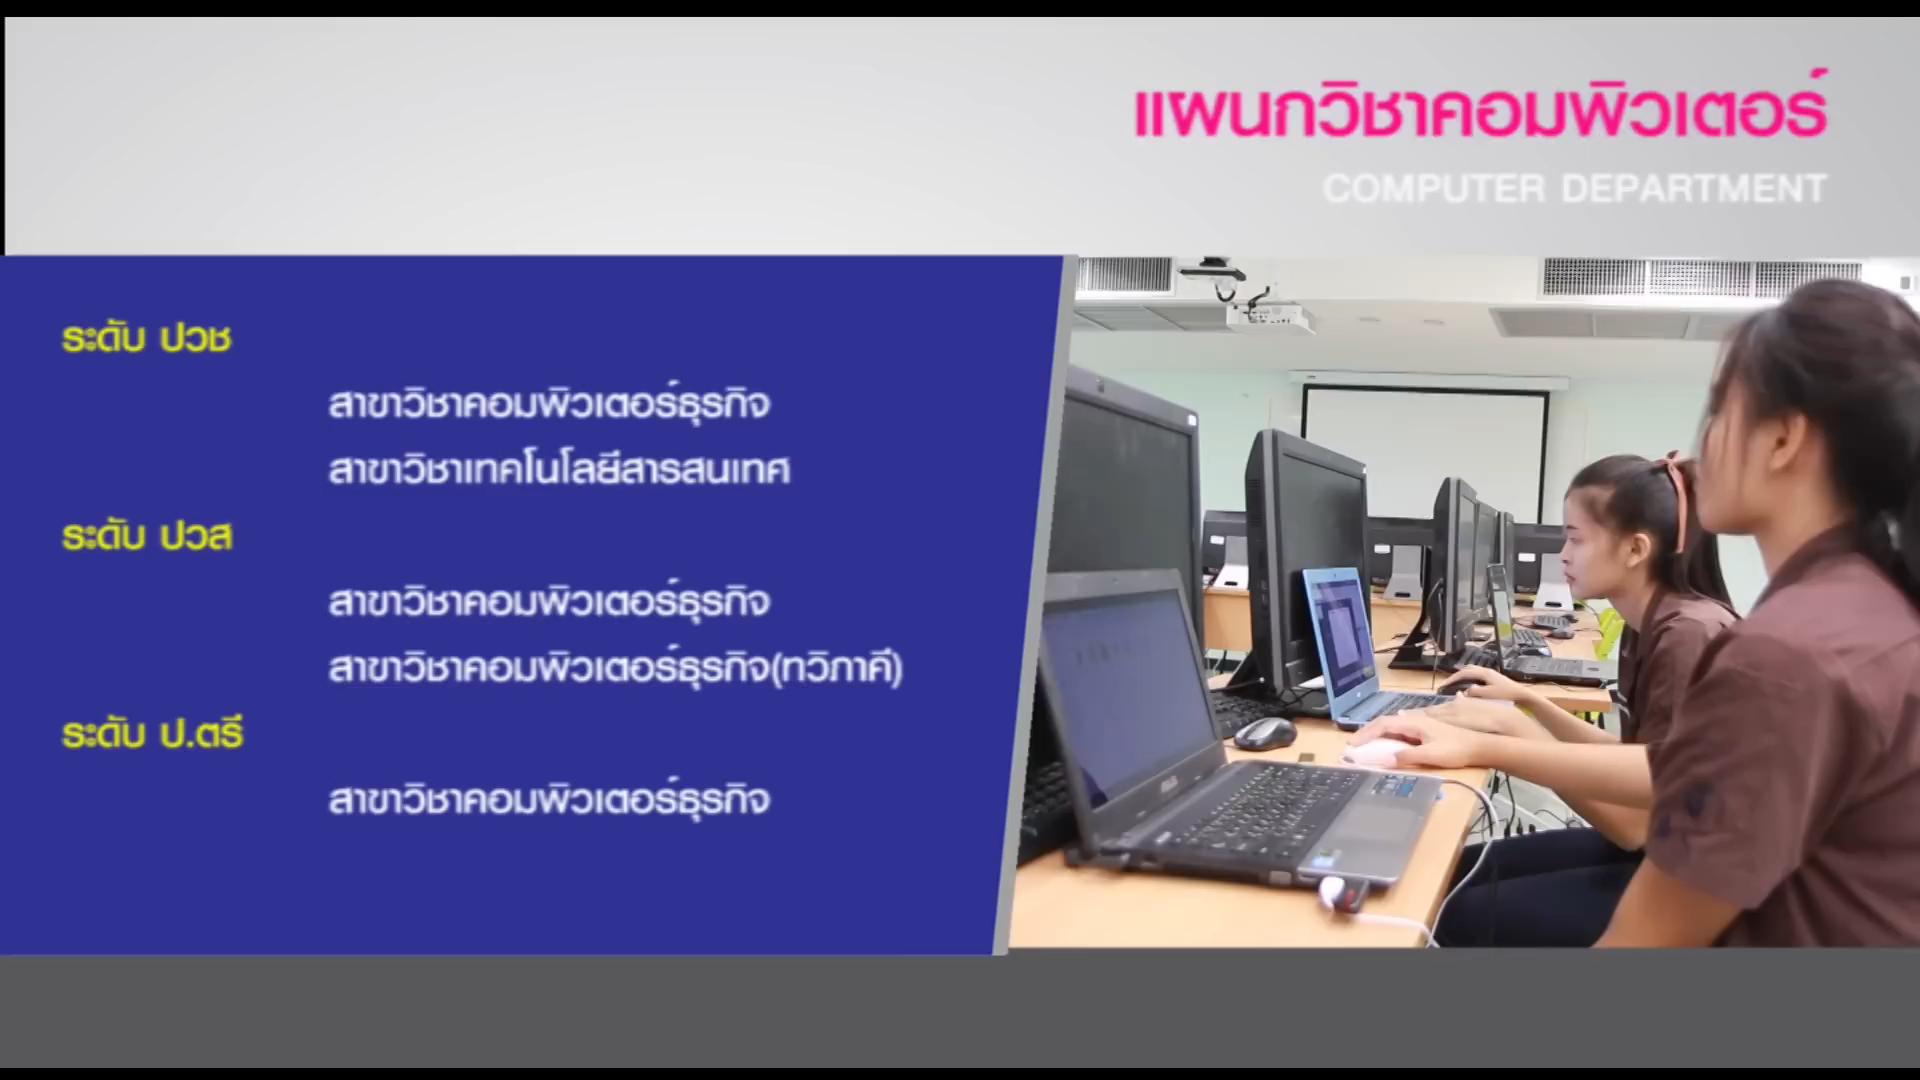 แผนกวิชาคอมพิวเตอร์
COMPUTER DEPARTMENT
ระดับ ปวช
สาขาวิชาคอมพิวเตอร์ธุรกิจ
สาขาวิชาเทคโนโลยีสารสนเทศ
ระดับ ปวส
สาขาวิชาคอมพิวเตอร์ธุรกิจ
สาขาวิชาคอมพิวเตอร์ธุรกิจ(ทวิภาคี)
ระดับ ป.ตรี
สาขาวิชาคอมพิวเตอร์ธุรกิจ
ASUS